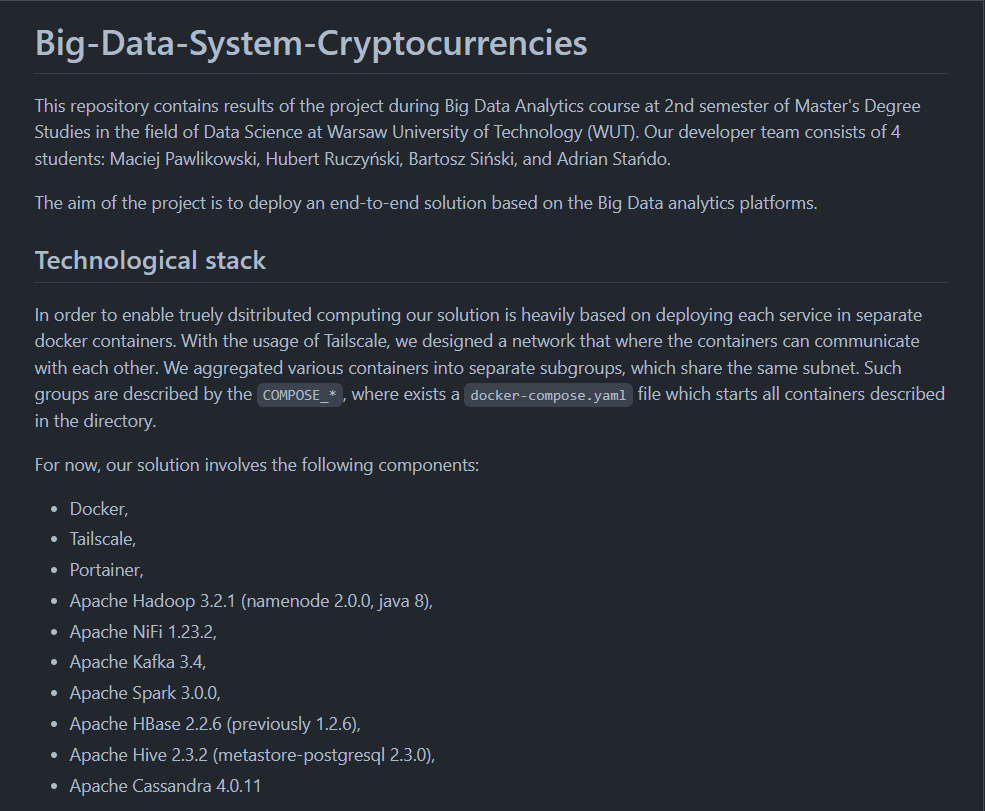 Big-Data-System-Cryptocurrencies
This repository contains results of the project during Big Data Analytics course at 2nd semester of Master's Degree
Studies in the field of Data Science at Warsaw University of Technology (WUT). Our developer team consists of 4
students: Maciej Pawlikowski, Hubert Ruczyński, Bartosz Siński, and Adrian Stańdo.
The aim of the project is to deploy an end-to-end solution based on the Big Data analytics platforms.
Technological stack
In order to enable truely dsitributed computing our solution is heavily based on deploying each service in separate
docker containers. With the usage of Tailscale, we designed a network that where the containers can communicate
with each other. We aggregated various containers into separate subgroups, which share the same subnet. Such
groups are described by the COMPOSE_*, where exists a docker-compose.yaml file which starts all containers described
in the directory.
For now, our solution involves the following components:
• Docker,
• Tailscale,
• Portainer,
• Apache Hadoop 3.2.1 (namenode 2.0.0, java 8),
• Apache NiFi 1.23.2,
• Apache Kafka 3.4,
• Apache Spark 3.0.0,
• Apache HBase 2.2.6 (previously 1.2.6),
• Apache Hive 2.3.2 (metastore-postgresql 2.3.0),
• Apache Cassandra 4.0.11